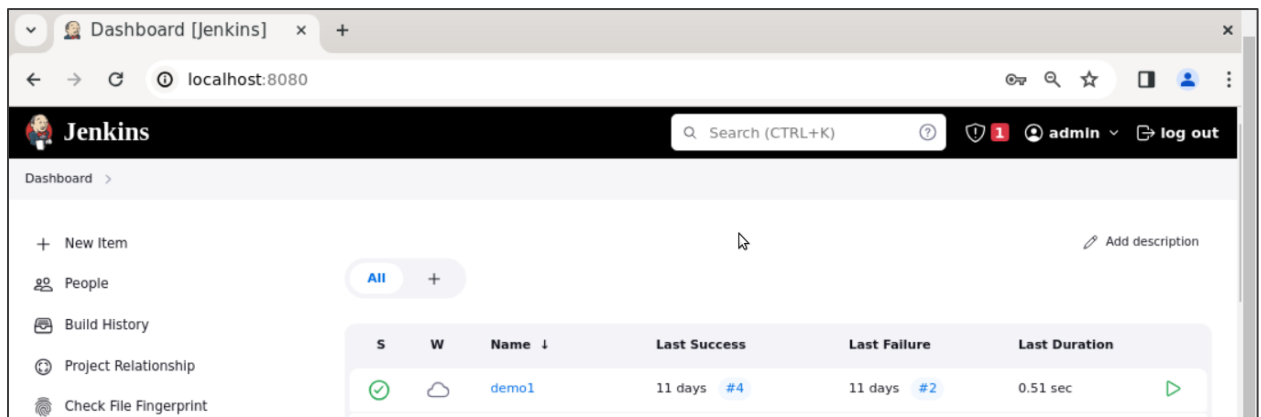 Dashboard [Jenkins]
localhost:8080
Jenkins Search (CTRL+K) 1 admin log out
Dashboard
New Item
Add description
People
All
Build History
S W Name ↓ Last Success Last Failure Last Duration
Project Relationship
demo1 11 days #4 11 days #2 0.51 sec
Check File Fingerprint